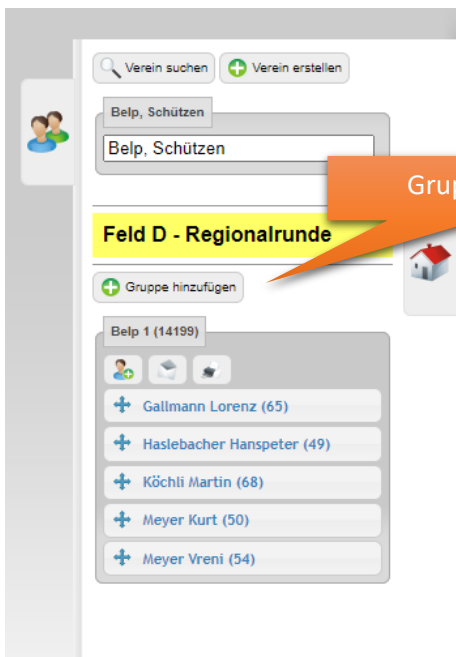 Verein suchen Verein erstellen
Belp, Schützen
Belp, Schützen
Feld D - Regionalrunde
Gruppe hinzufügen
Belp 1 (14199)
Gallmann Lorenz (65)
Haslebacher Hanspeter (49)
Köchli Martin (68)
Meyer Kurt (50)
Meyer Vreni (54)